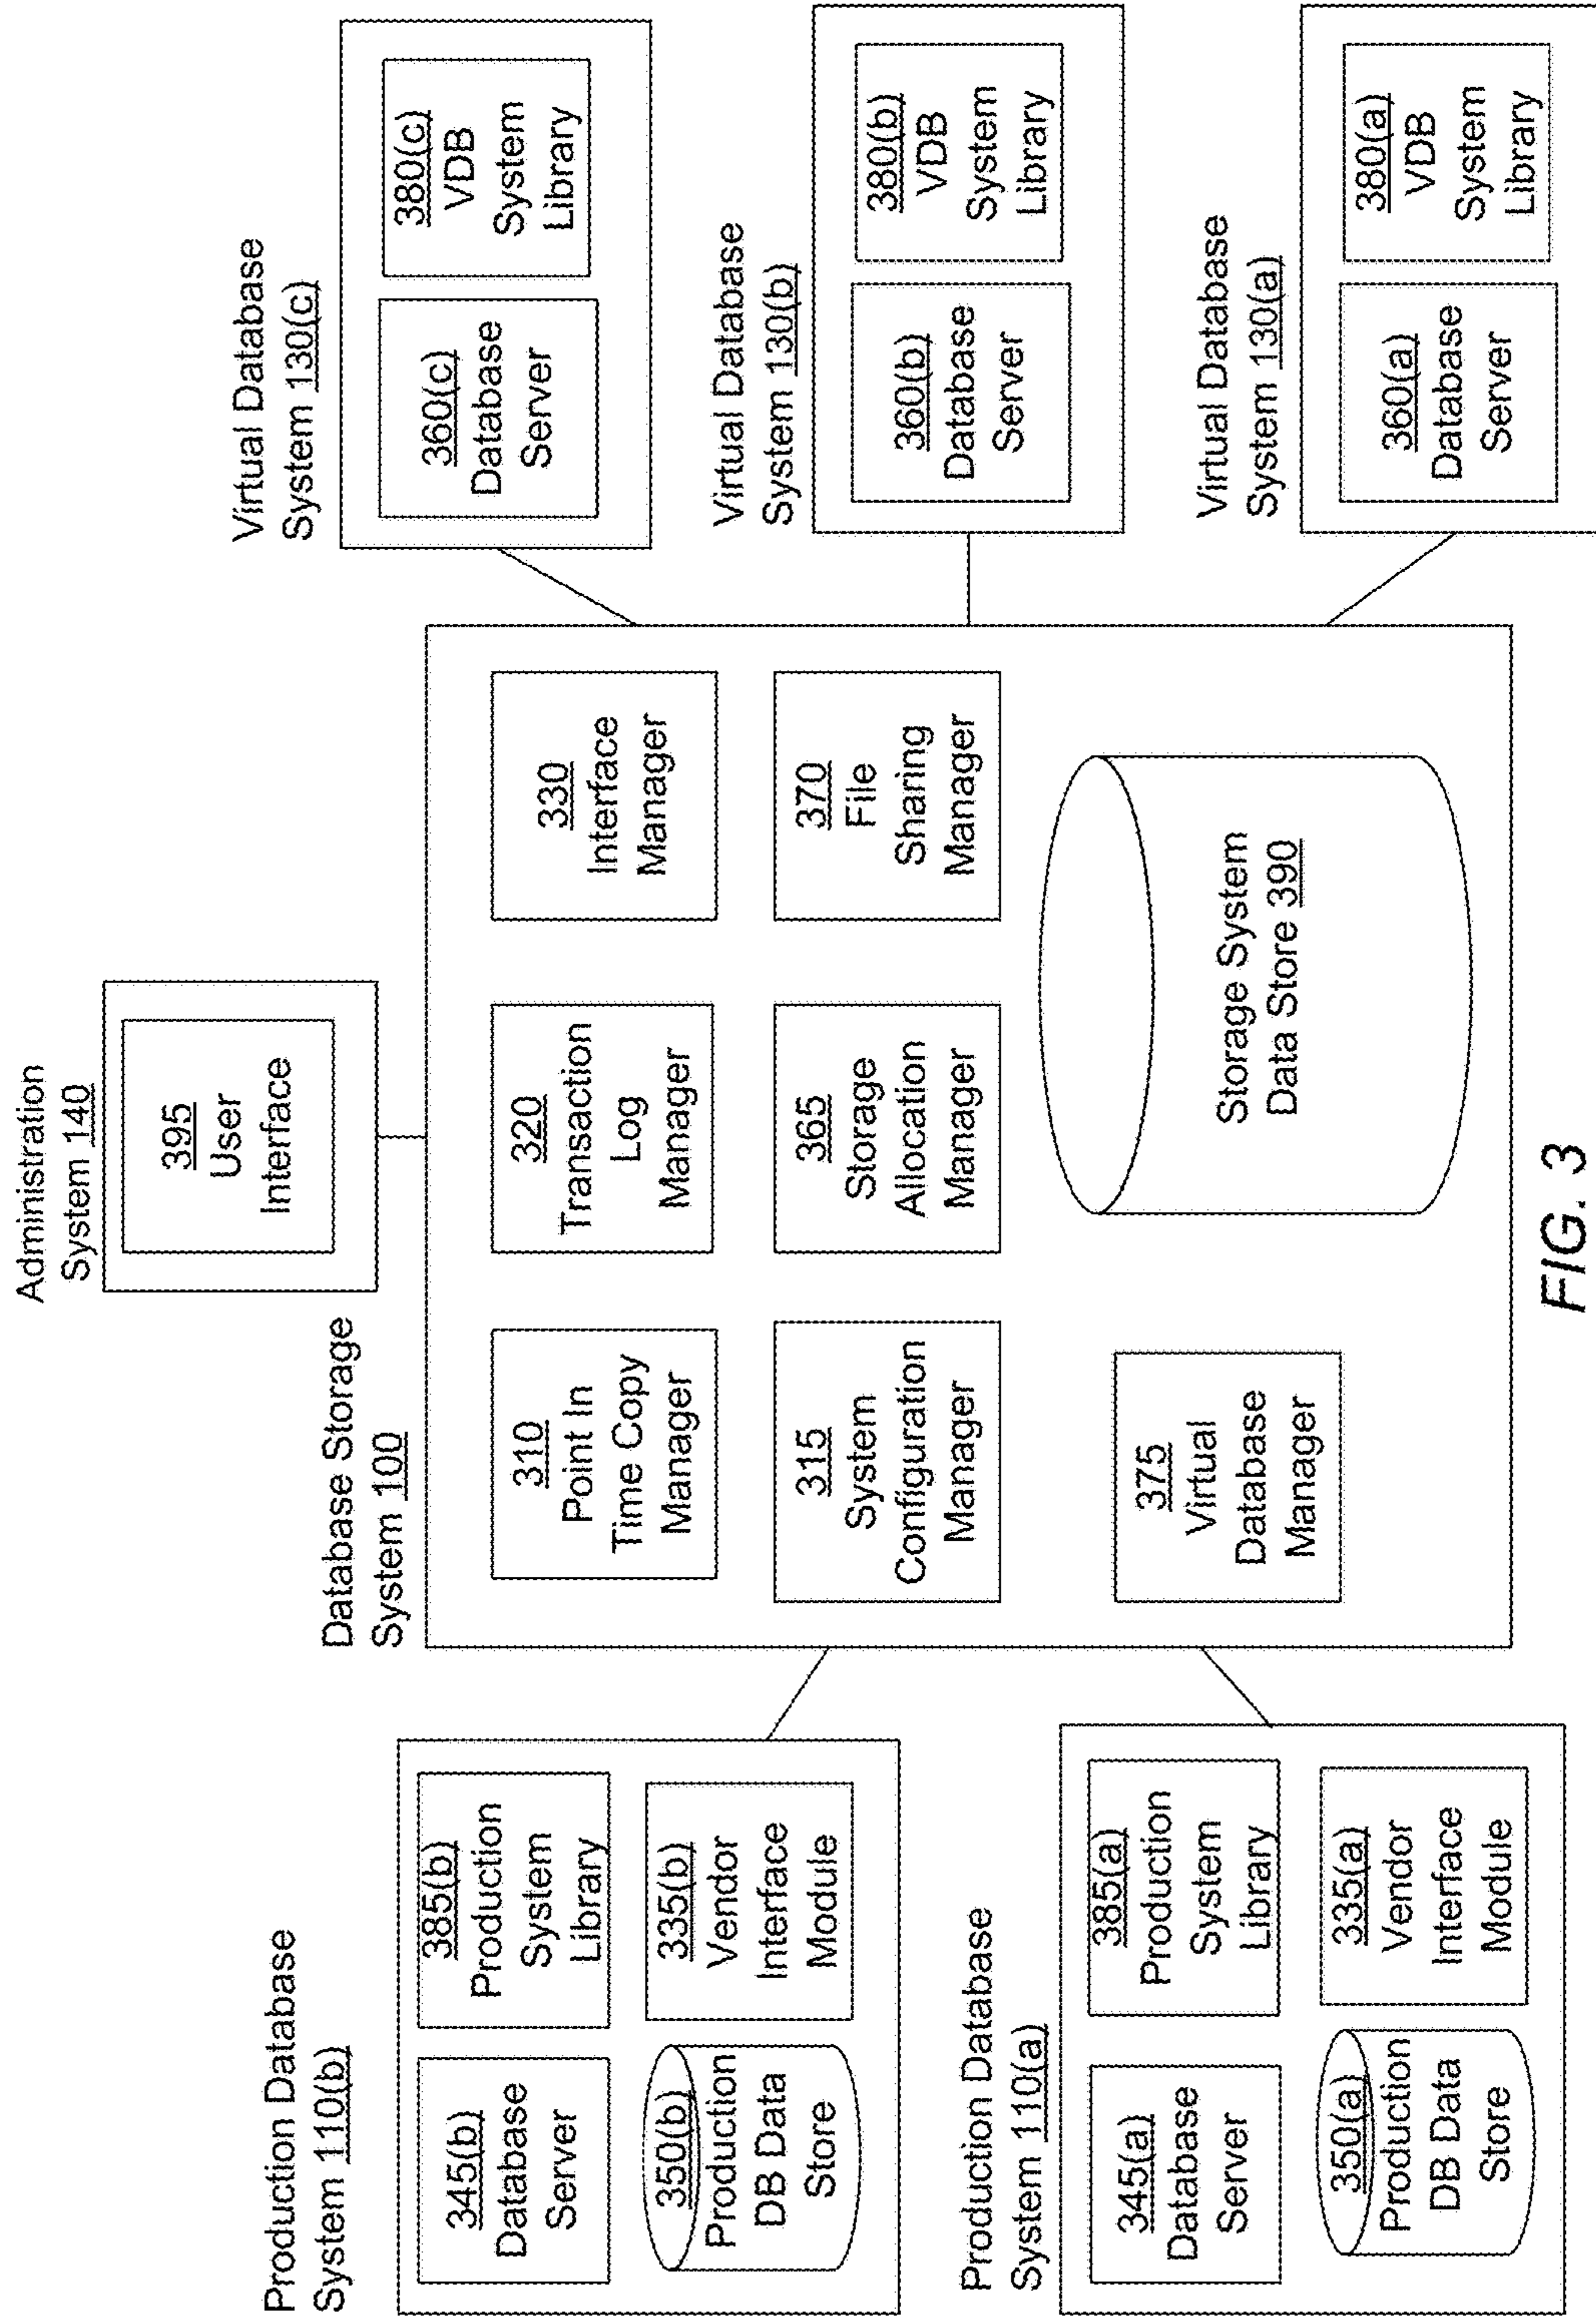 Administration
System 140
395
User
Interface
Database Storage
System 100
310
Point In
Time Copy
Manager
320
Transaction
Log
Manager
330
Interface
Manager
315
System
Configuration
Manager
365
Storage
Allocation
Manager
370
File
Sharing
Manager
375
Virtual
Database
Manager
Storage System
Data Store 390
Production Database
System 110(b)
345(b)
Database
Server
385(b)
Production
System
Library
350(b)
Production
DB Data
Store
335(b)
Vendor
Interface
Module
Production Database
System 110(a)
345(a)
Database
Server
385(a)
Production
System
Library
350(a)
Production
DB Data
Store
335(a)
Vendor
Interface
Module
Virtual Database
System 130(c)
360(c)
Database
Server
380(c)
VDB
System
Library
Virtual Database
System 130(b)
360(b)
Database
Server
380(b)
VDB
System
Library
Virtual Database
System 130(a)
360(a)
Database
Server
380(a)
VDB
System
Library
FIG. 3